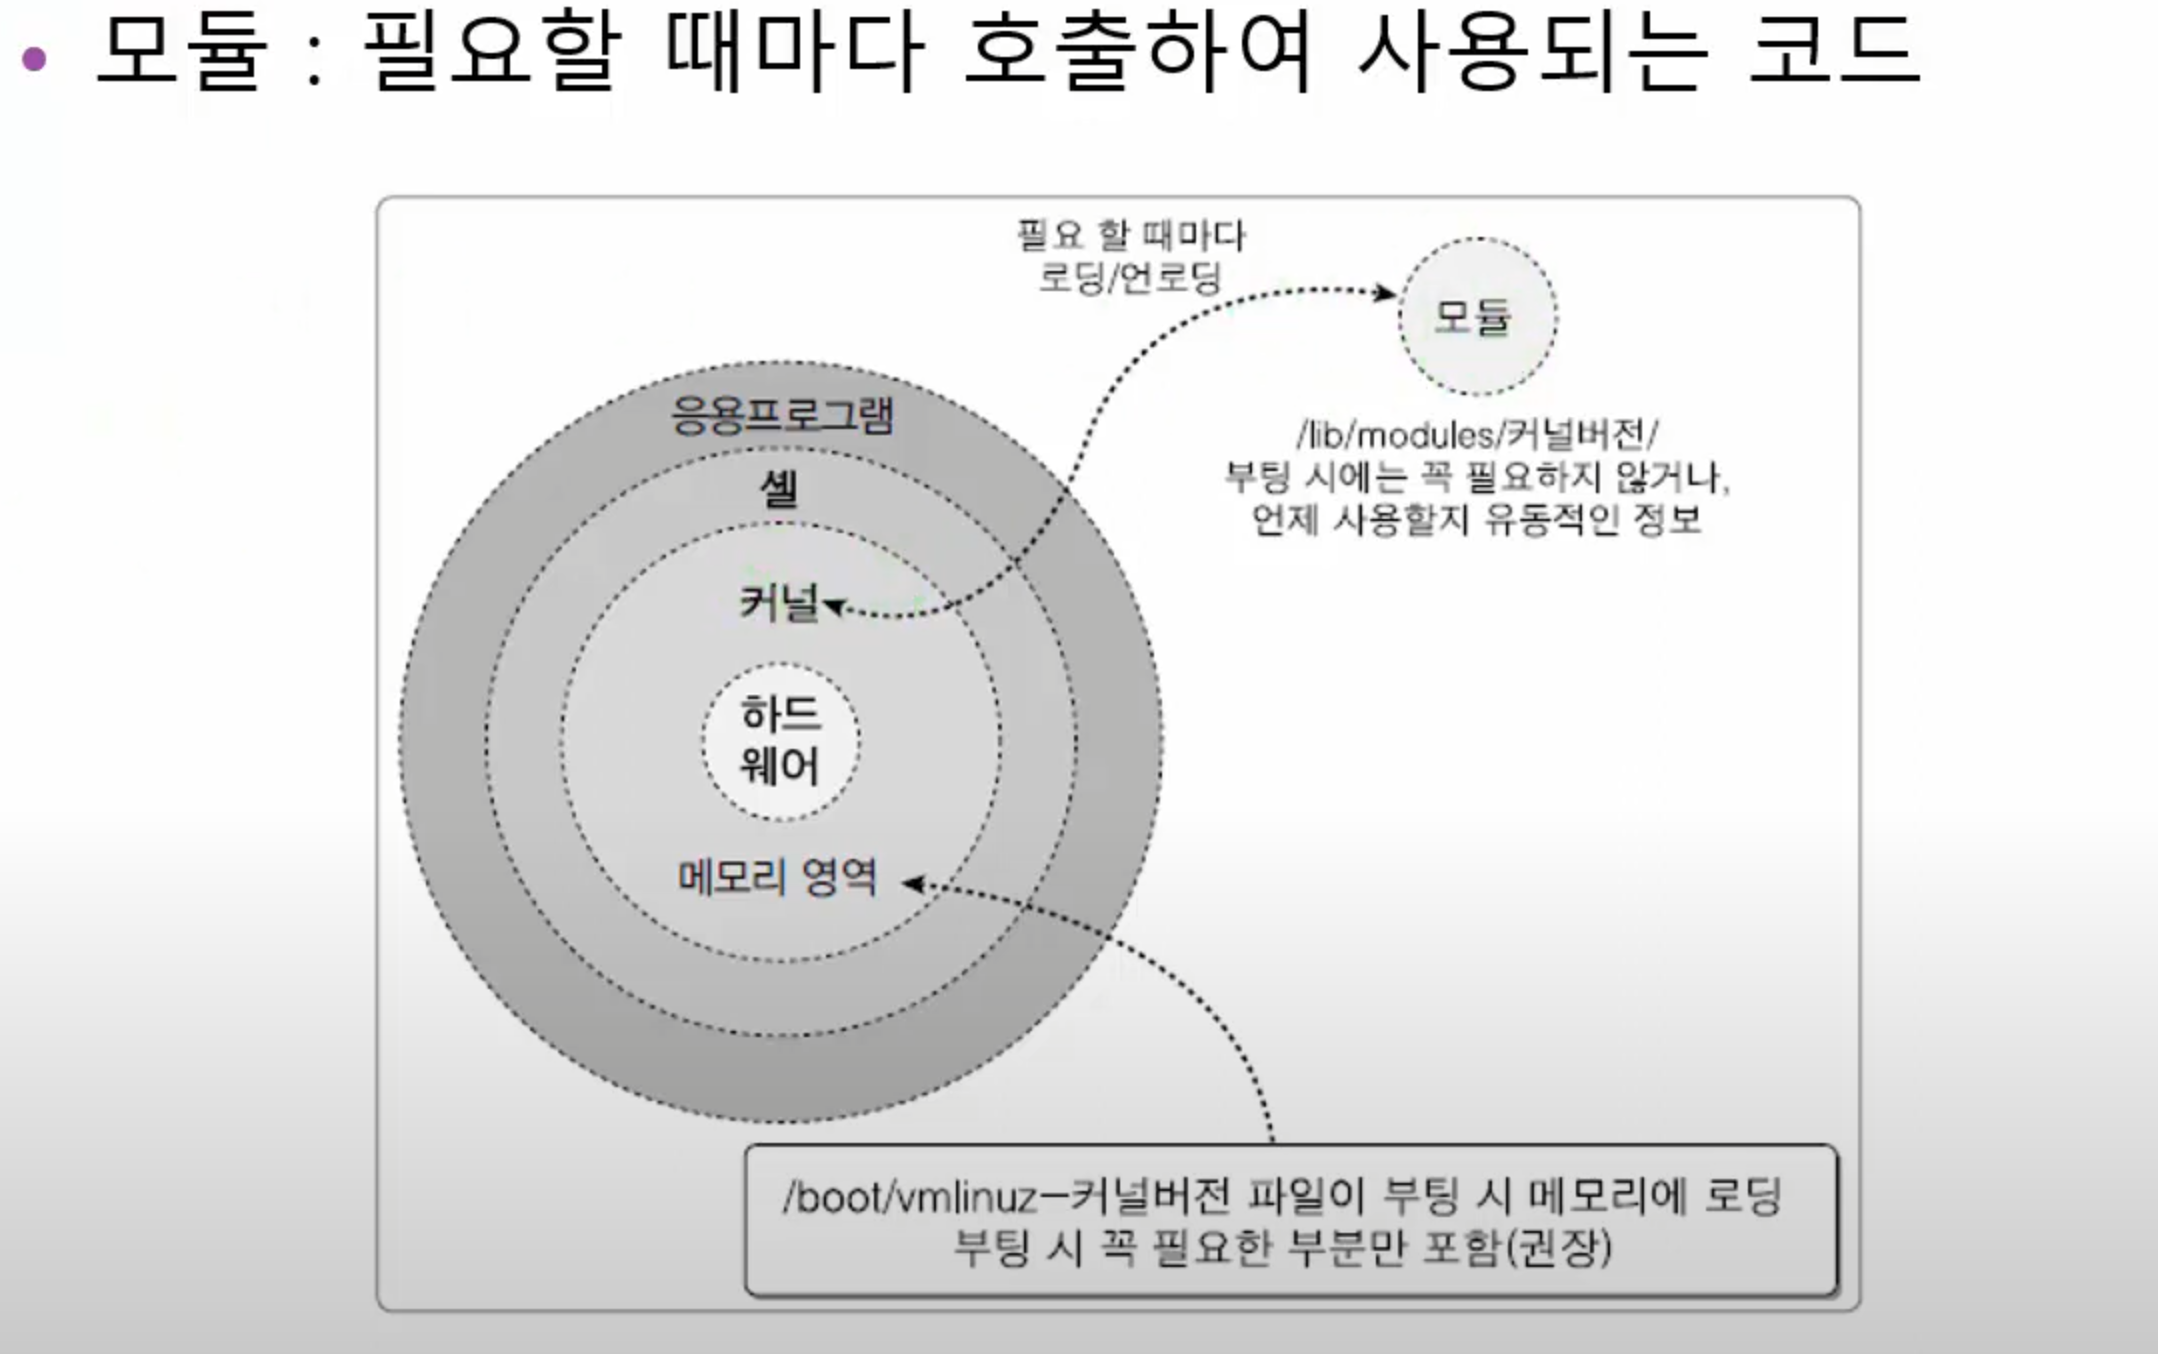 • 모듈 : 필요할 때마다 호출하여 사용되는 코드
필요 할 때마다
로딩/언로딩
모듈
/lib/modules/커널버전/
부팅 시에는 꼭 필요하지 않거나,
언제 사용할지 유동적인 정보
응용프로그램
셸
커널
하드
웨어
메모리 영역
/boot/vmlinuz–커널버전 파일이 부팅 시 메모리에 로딩
부팅 시 꼭 필요한 부분만 포함(권장)